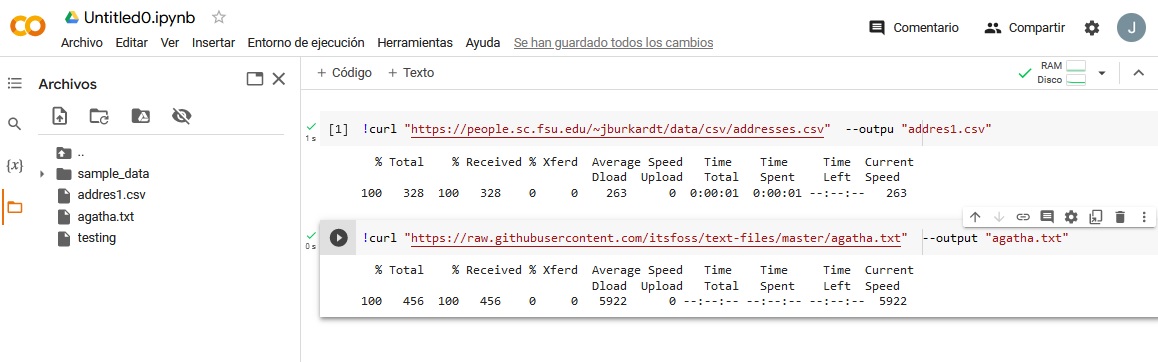 Untitled0.ipynb
Archivo Editar Ver Insertar Entorno de ejecución Herramientas Ayuda Se han guardado todos los cambios
Comentario Compartir J
Archivos
+ Código + Texto
RAM
Disco
{x}
..
sample_data
addres1.csv
agatha.txt
testing
1 s
[1] !curl "https://people.sc.fsu.edu/~jburkardt/data/csv/addresses.csv" --outpu "addres1.csv"
% Total % Received % Xferd Average Speed Time Time Time Current
Dload Upload Total Spent Left Speed
100 328 100 328 0 0 263 0 0:00:01 0:00:01 --:--:-- 263
0 s
!curl "https://raw.githubusercontent.com/itsfoss/text-files/master/agatha.txt" --output "agatha.txt"
% Total % Received % Xferd Average Speed Time Time Time Current
Dload Upload Total Spent Left Speed
100 456 100 456 0 0 5922 0 --:--:-- --:--:-- --:--:-- 5922